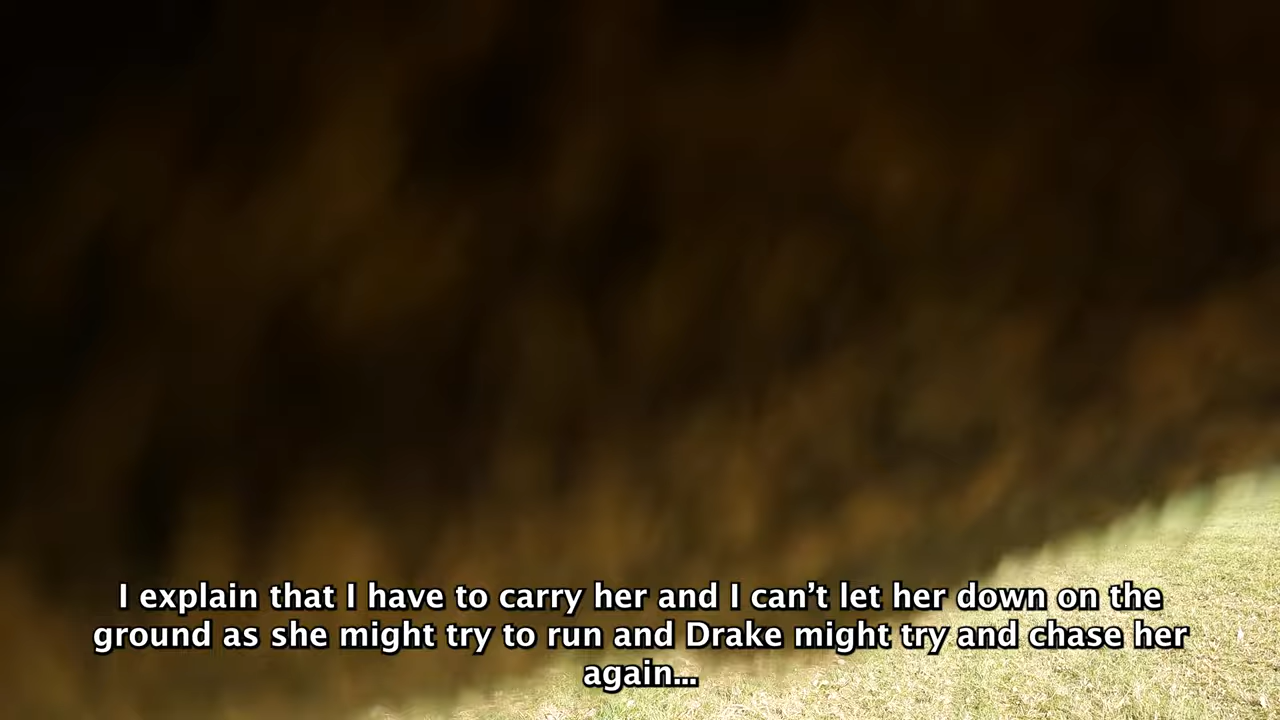 I explain that I have to carry her and I can’t let her down on the
ground as she might try to run and Drake might try and chase her
again...